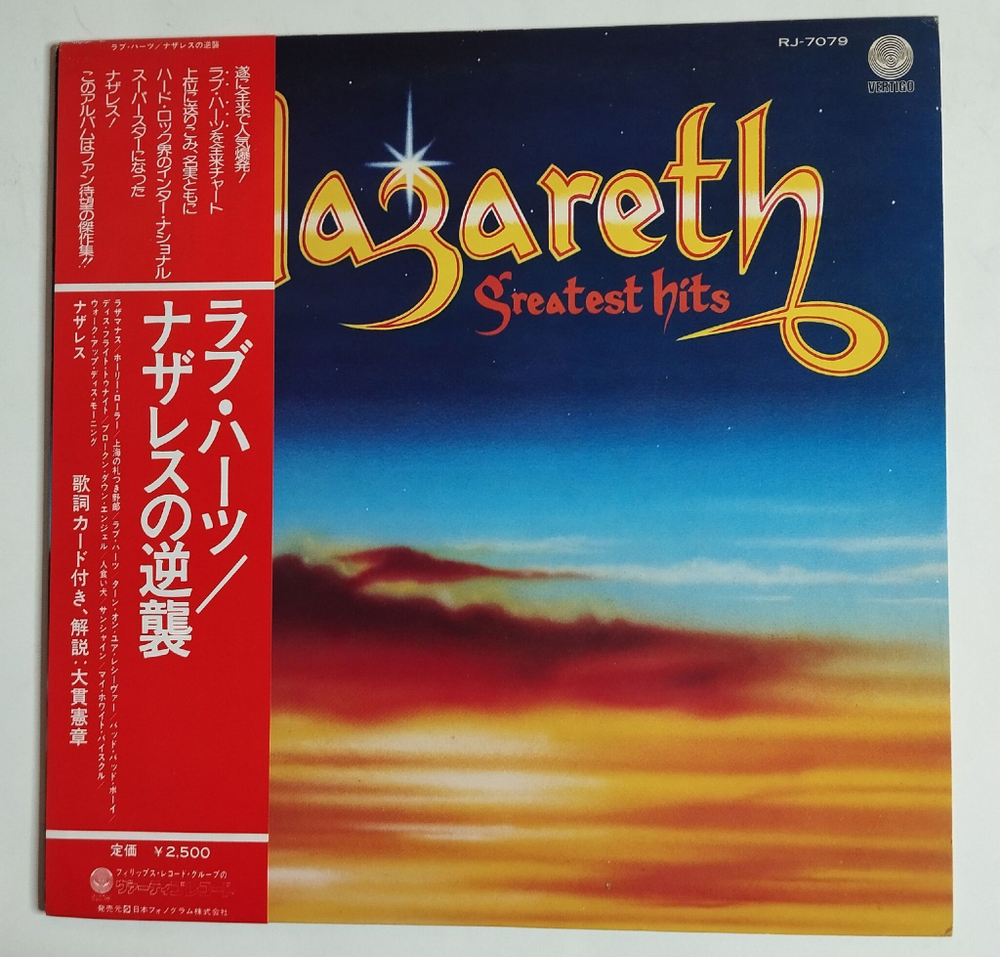 ラブ・ハーツ/ナザレスの逆襲
遂に全米で人気爆発!
ラブ・ハーツを全米チャート
上位に送りこみ、名実ともに
ハード・ロック界のインター・ナショナル
スーパースターになった
ナザレス!
このアルバムはファン待望の傑作集!!
ラブ・ハーツ/
ナザレスの逆襲
ラザマナス/ホーリー・ローラー/上海の札つき野郎/ラブ・ハーツ ターン・オン・ユア・レシーヴァー/バッド・バッド・ボーイ/
ディス・フライト・トゥナイト/ブロークン・ダウン・エンジェル/人食い犬 サンシャイン/マイ・ホワイト・バイスクル/
ウォーク・アップ・ディス・モーニング
ナザレス
歌詞カード付き、解説:大貫憲章
定価 ¥2,500
フィリップス・レコード・グループの
ヴァーティゴ・レコード
発売元 日本フォノグラム株式会社
RJ-7079
VERTIGO
Nazareth
Greatest hits